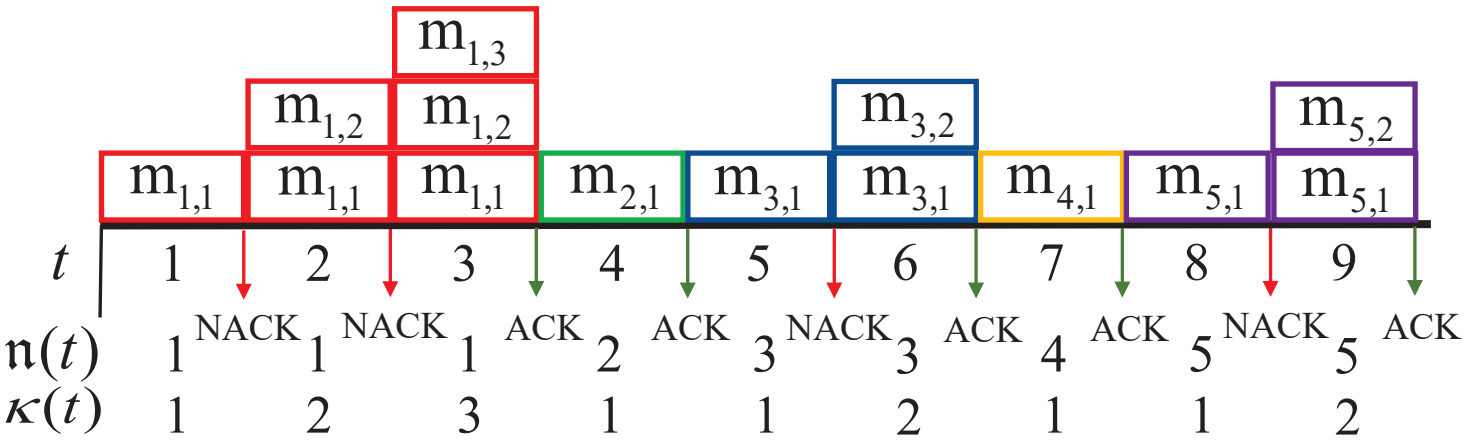 m1,3
m1,2 m1,2 m3,2 m5,2
m1,1 m1,1 m1,1 m2,1 m3,1 m3,1 m4,1 m5,1 m5,1
t 1 2 3 4 5 6 7 8 9
NACK NACK ACK ACK NACK ACK ACK NACK ACK
𝔫(t) 1 1 1 2 3 3 4 5 5
κ(t) 1 2 3 1 1 2 1 1 2